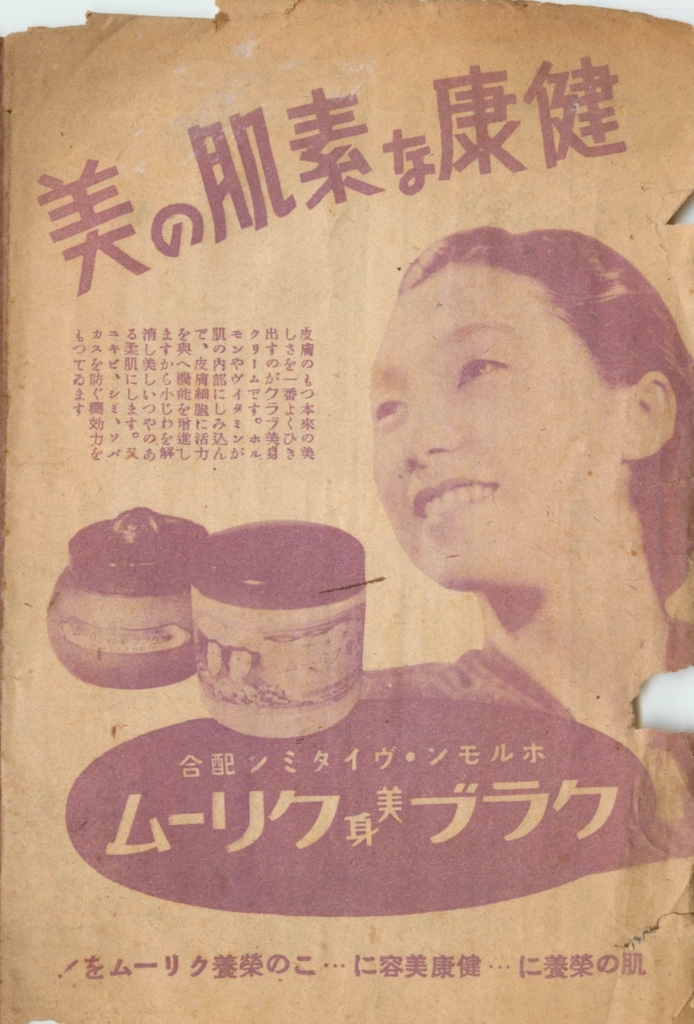 健康な素肌の美
皮膚のもつ本來の美
しさを一番よくひき
出すのがクラブ美身
クリームです。ホル
モンやヴイタミンが
肌の內部にしみ込ん
で、皮膚細胞に活力
を與へ機能を增進し
ますから小じわを解
消し美しいつやのあ
る柔肌にします。又
ニキビ、シミ、ソバ
カスを防ぐ藥効力を
もつてゐます
ホルモン・ヴイタミン配合
クラブ美身クリーム
肌の榮養に…健康美容に…この榮養クリームを！